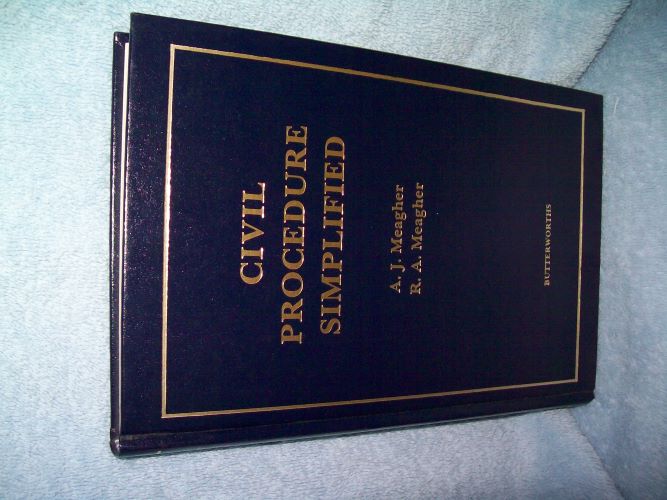 CIVIL
PROCEDURE
SIMPLIFIED
A. J. Meagher
R. A. Meagher
BUTTERWORTHS